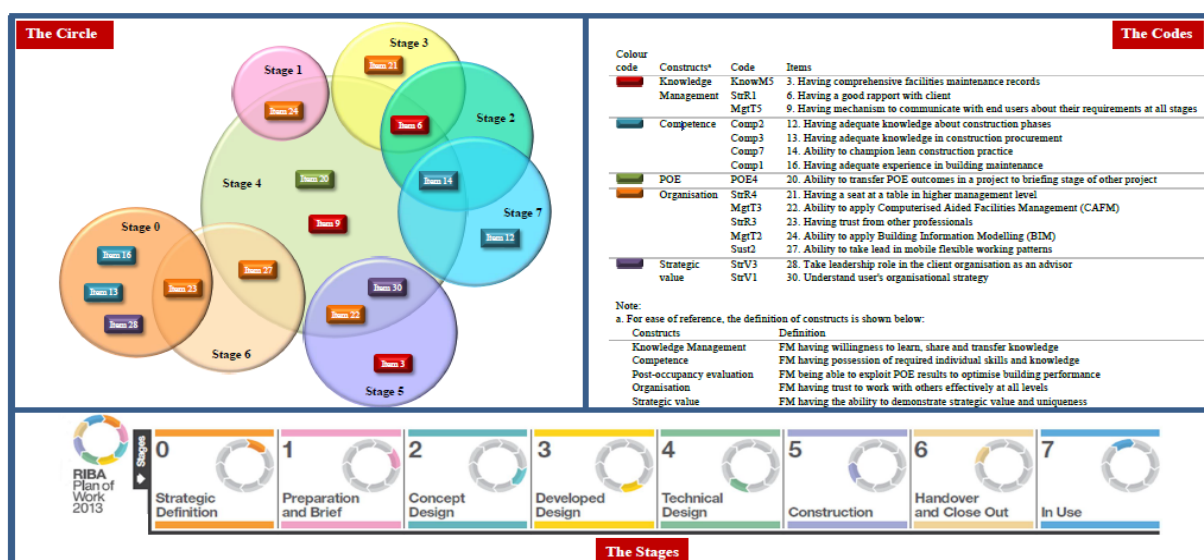 The Circle
Stage 3
Item 21
Stage 1
Item 24
Item 6
Stage 2
Stage 4
Item 20
Item 14
Item 9
Stage 7
Item 12
Stage 0
Item 16
Item 27
Item 23
Item 13
Item 30
Item 28
Item 22
Stage 6
Item 3
Stage 5
The Codes
Colour code Constructsª Code Items
Knowledge Management KnowM5 3. Having comprehensive facilities maintenance records
StrR1 6. Having a good rapport with client
MgtT5 9. Having mechanism to communicate with end users about their requirements at all stages
Competence Comp2 12. Having adequate knowledge about construction phases
Comp3 13. Having adequate knowledge in construction procurement
Comp7 14. Ability to champion lean construction practice
Comp1 16. Having adequate experience in building maintenance
POE POE4 20. Ability to transfer POE outcomes in a project to briefing stage of other project
Organisation StrR4 21. Having a seat at a table in higher management level
MgtT3 22. Ability to apply Computerised Aided Facilities Management (CAFM)
StrR3 23. Having trust from other professionals
MgtT2 24. Ability to apply Building Information Modelling (BIM)
Sust2 27. Ability to take lead in mobile flexible working patterns
Strategic value StrV3 28. Take leadership role in the client organisation as an advisor
StrV1 30. Understand user's organisational strategy
Note:
a. For ease of reference, the definition of constructs is shown below:
Constructs Definition
Knowledge Management FM having willingness to learn, share and transfer knowledge
Competence FM having possession of required individual skills and knowledge
Post-occupancy evaluation FM being able to exploit POE results to optimise building performance
Organisation FM having trust to work with others effectively at all levels
Strategic value FM having the ability to demonstrate strategic value and uniqueness
RIBA
Plan of
Work
2013
Stages
0
Strategic
Definition
1
Preparation
and Brief
2
Concept
Design
3
Developed
Design
4
Technical
Design
5
Construction
6
Handover
and Close Out
7
In Use
The Stages